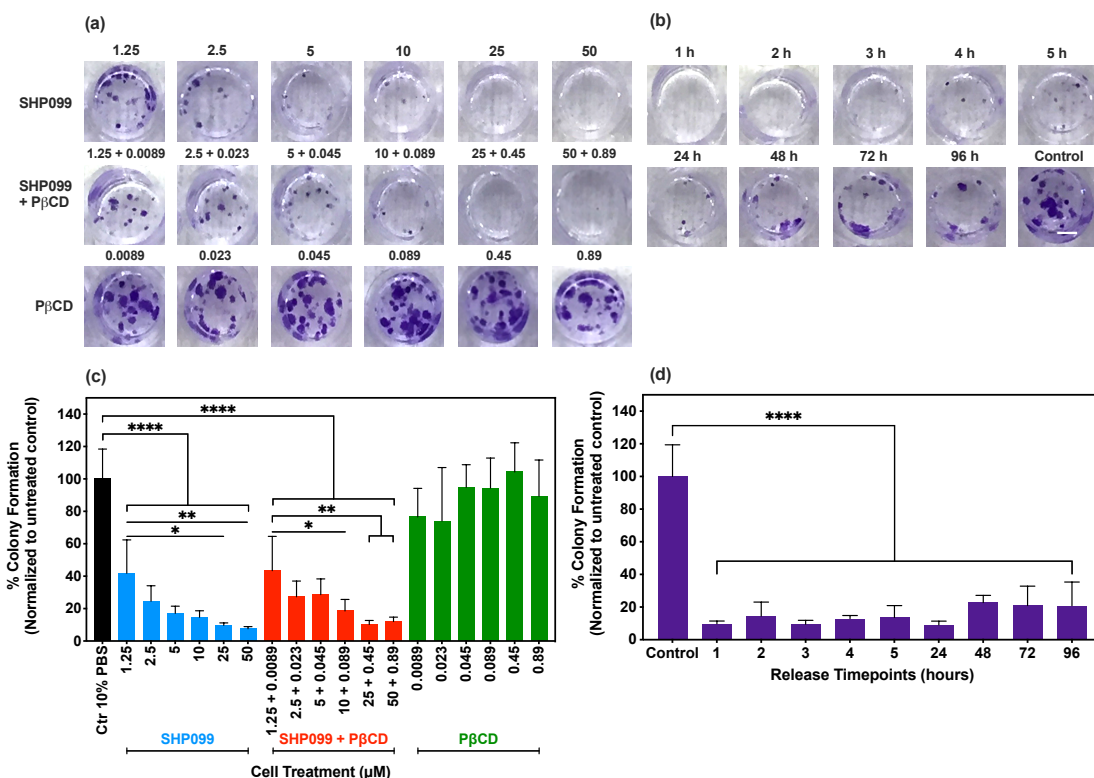 (a)
1.25 2.5 5 10 25 50
SHP099
1.25 + 0.0089 2.5 + 0.023 5 + 0.045 10 + 0.089 25 + 0.45 50 + 0.89
SHP099
+ PβCD
0.0089 0.023 0.045 0.089 0.45 0.89
PβCD
(b)
1 h 2 h 3 h 4 h 5 h
24 h 48 h 72 h 96 h Control
(c)
% Colony Formation
(Normalized to untreated control)
140
120
100
80
60
40
20
0
****
****
**
*
**
*
Ctr 10% PBS
1.25
2.5
5
10
25
50
1.25 + 0.0089
2.5 + 0.023
5 + 0.045
10 + 0.089
25 + 0.45
50 + 0.89
0.0089
0.023
0.045
0.089
0.45
0.89
SHP099 SHP099 + PβCD PβCD
Cell Treatment (µM)
(d)
% Colony Formation
(Normalized to untreated control)
140
120
100
80
60
40
20
0
****
Control 1 2 3 4 5 24 48 72 96
Release Timepoints (hours)